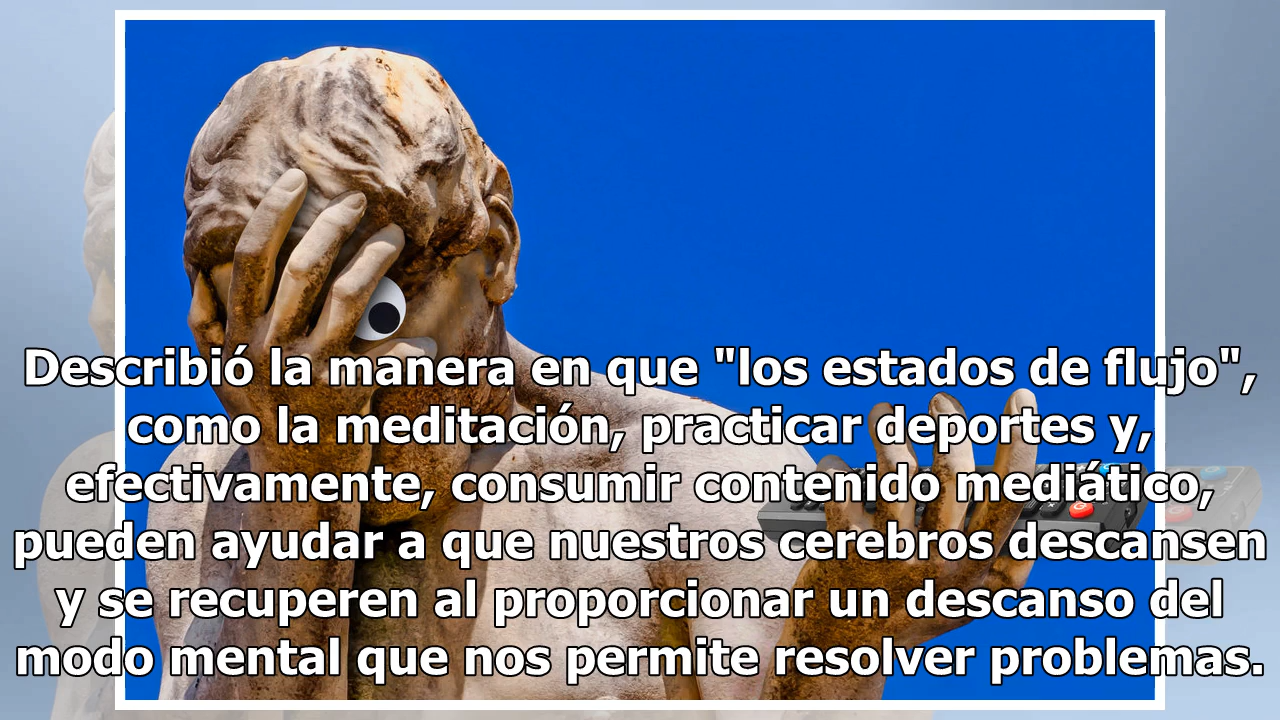 Describió la manera en que "los estados de flujo",
como la meditación, practicar deportes y,
efectivamente, consumir contenido mediático,
pueden ayudar a que nuestros cerebros descansen
y se recuperen al proporcionar un descanso del
modo mental que nos permite resolver problemas.